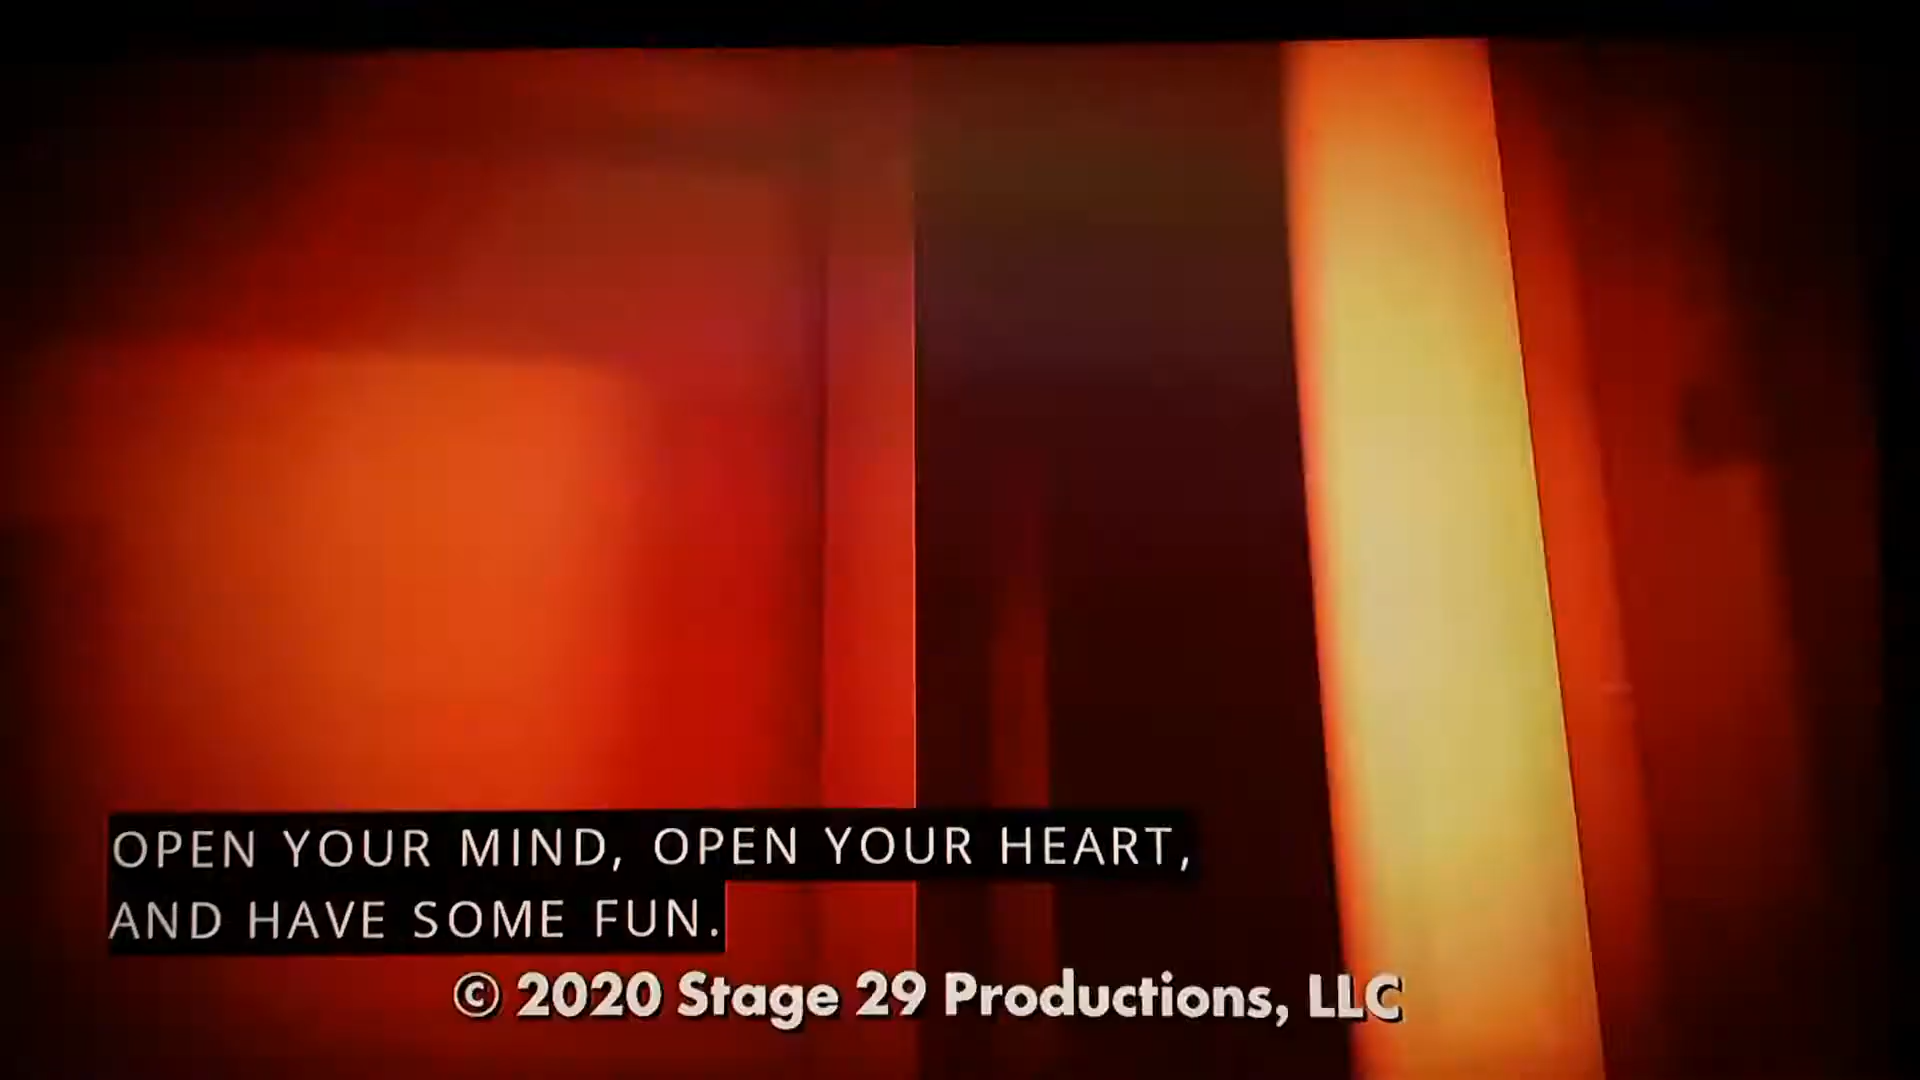 OPEN YOUR MIND, OPEN YOUR HEART,
AND HAVE SOME FUN.
© 2020 Stage 29 Productions, LLC